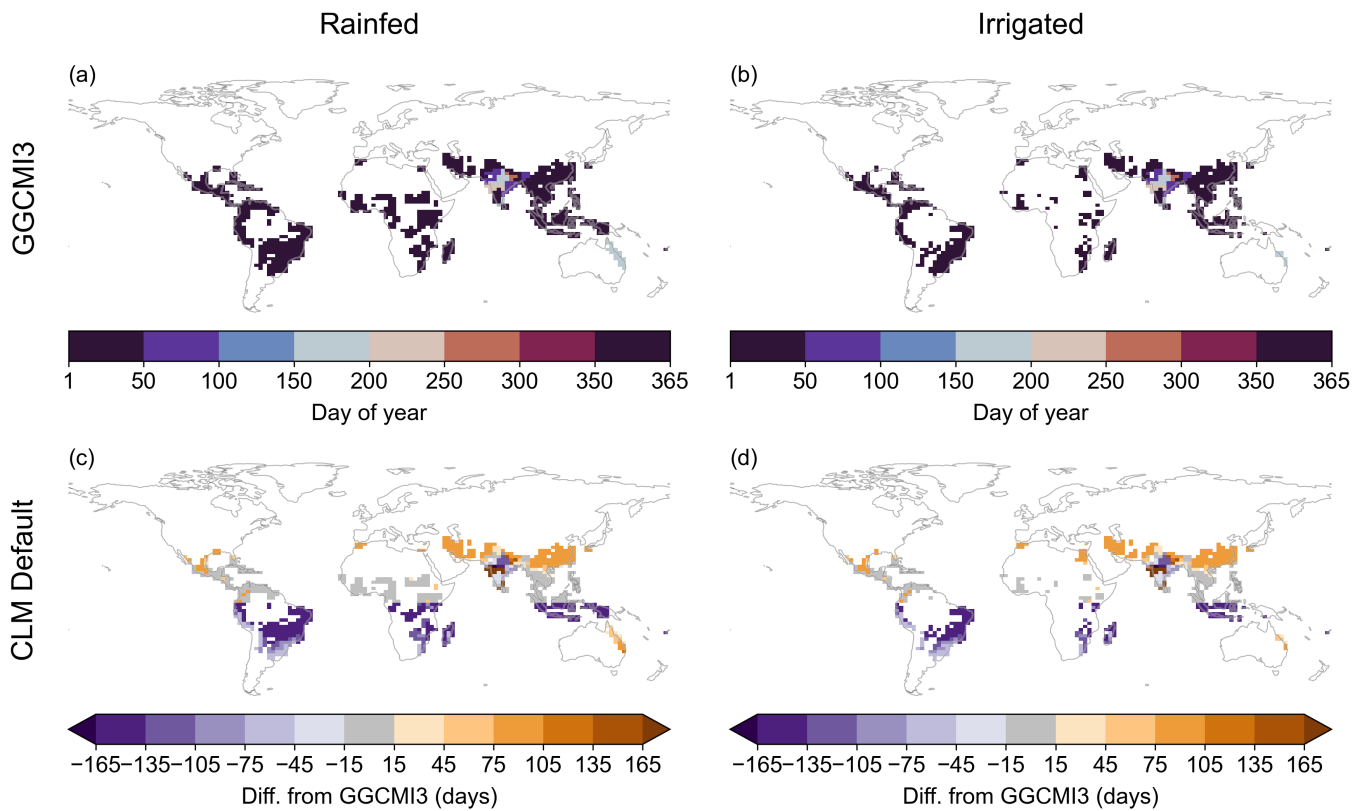 Rainfed
Irrigated
(a)
(b)
GGCMI3
1 50 100 150 200 250 300 350 365
Day of year
1 50 100 150 200 250 300 350 365
Day of year
(c)
(d)
CLM Default
−165 −135 −105 −75 −45 −15 15 45 75 105 135 165
Diff. from GGCMI3 (days)
−165 −135 −105 −75 −45 −15 15 45 75 105 135 165
Diff. from GGCMI3 (days)